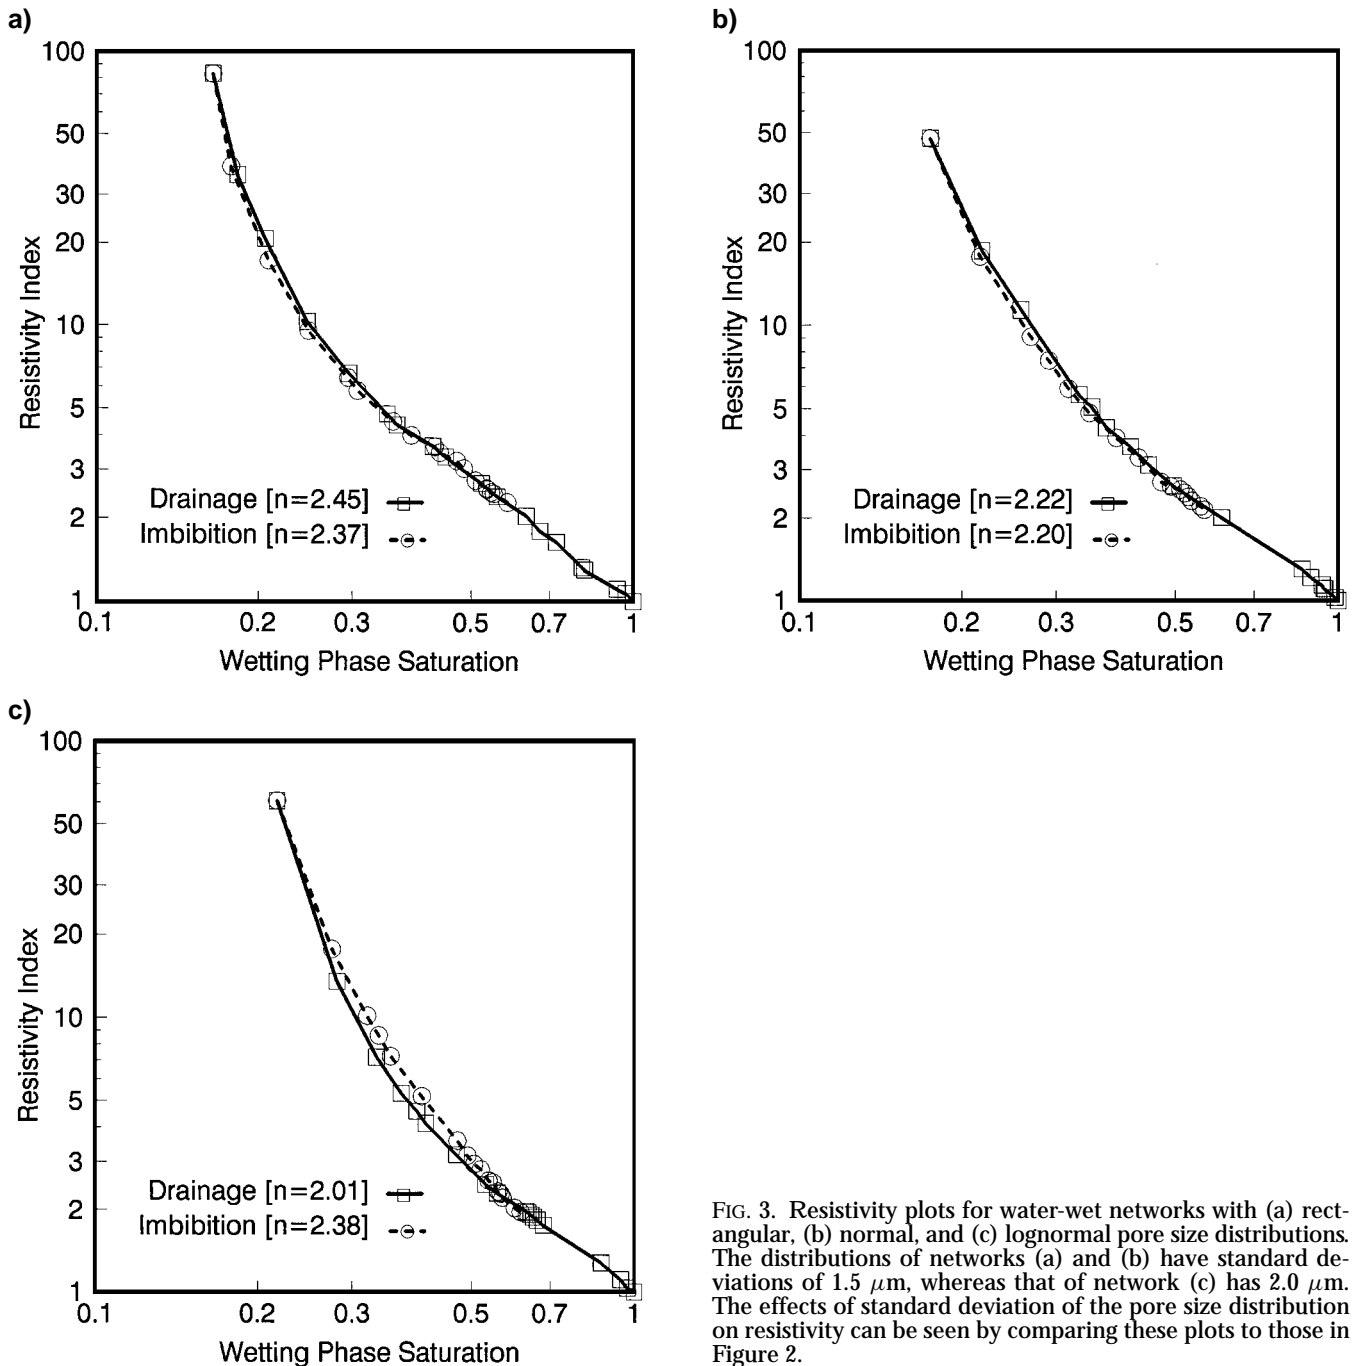 a)
100
50
30
20
10
5
3
2
1
Resistivity Index
Drainage [n=2.45]
Imbibition [n=2.37]
0.1 0.2 0.3 0.5 0.7 1
Wetting Phase Saturation
b)
100
50
30
20
10
5
3
2
1
Resistivity Index
Drainage [n=2.22]
Imbibition [n=2.20]
0.1 0.2 0.3 0.5 0.7 1
Wetting Phase Saturation
c)
100
50
30
20
10
5
3
2
1
Resistivity Index
Drainage [n=2.01]
Imbibition [n=2.38]
0.1 0.2 0.3 0.5 0.7 1
Wetting Phase Saturation
FIG. 3. Resistivity plots for water-wet networks with (a) rect-
angular, (b) normal, and (c) lognormal pore size distributions.
The distributions of networks (a) and (b) have standard de-
viations of 1.5 μm, whereas that of network (c) has 2.0 μm.
The effects of standard deviation of the pore size distribution
on resistivity can be seen by comparing these plots to those in
Figure 2.